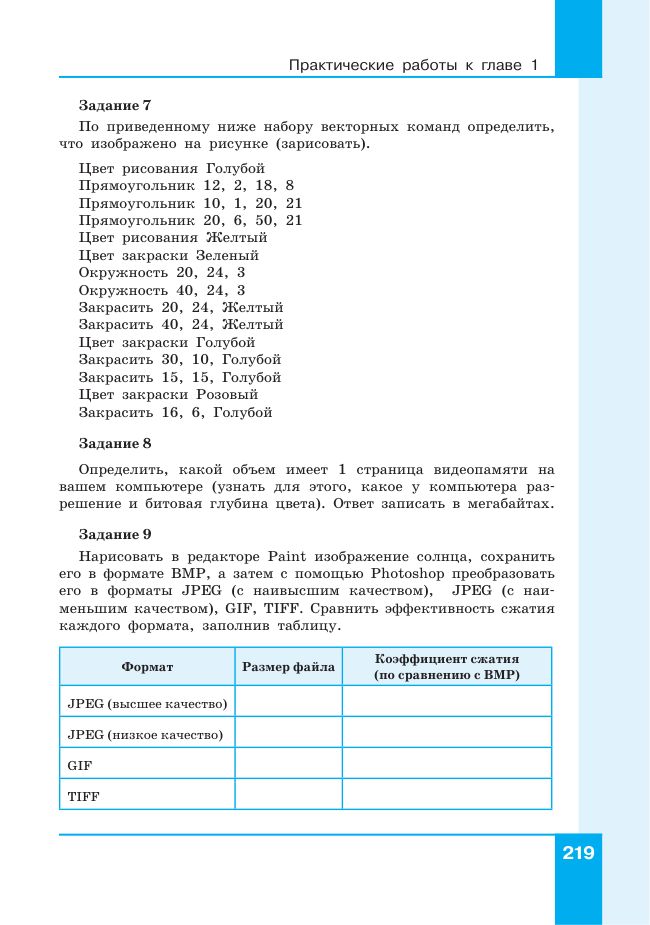 Практические работы к главе 1
Задание 7
По приведенному ниже набору векторных команд определить,
что изображено на рисунке (зарисовать).
Цвет рисования Голубой
Прямоугольник 12, 2, 18, 8
Прямоугольник 10, 1, 20, 21
Прямоугольник 20, 6, 50, 21
Цвет рисования Желтый
Цвет закраски Зеленый
Окружность 20, 24, 3
Окружность 40, 24, 3
Закрасить 20, 24, Желтый
Закрасить 40, 24, Желтый
Цвет закраски Голубой
Закрасить 30, 10, Голубой
Закрасить 15, 15, Голубой
Цвет закраски Розовый
Закрасить 16, 6, Голубой
Задание 8
Определить, какой объем имеет 1 страница видеопамяти на
вашем компьютере (узнать для этого, какое у компьютера раз-
решение и битовая глубина цвета). Ответ записать в мегабайтах.
Задание 9
Нарисовать в редакторе Paint изображение солнца, сохранить
его в формате BMP, а затем с помощью Photoshop преобразовать
его в форматы JPEG (с наивысшим качеством), JPEG (с наи-
меньшим качеством), GIF, TIFF. Сравнить эффективность сжатия
каждого формата, заполнив таблицу.
Формат Размер файла Коэффициент сжатия
(по сравнению с BMP)
JPEG (высшее качество)
JPEG (низкое качество)
GIF
TIFF
219